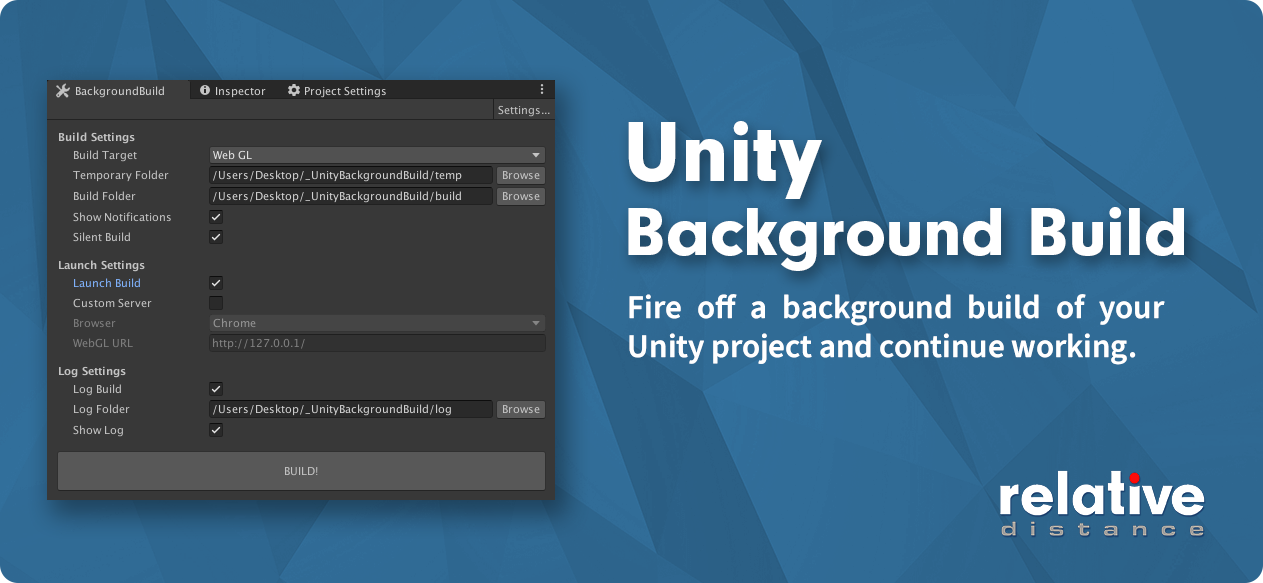 BackgroundBuild Inspector Project Settings
Settings...
Build Settings
Build Target Web GL
Temporary Folder /Users/Desktop/_UnityBackgroundBuild/temp Browse
Build Folder /Users/Desktop/_UnityBackgroundBuild/build Browse
Show Notifications
Silent Build
Launch Settings
Launch Build
Custom Server
Browser Chrome
WebGL URL http://127.0.0.1/
Log Settings
Log Build
Log Folder /Users/Desktop/_UnityBackgroundBuild/log Browse
Show Log
BUILD!
Unity
Background Build
Fire off a background build of your
Unity project and continue working.
relative
distance